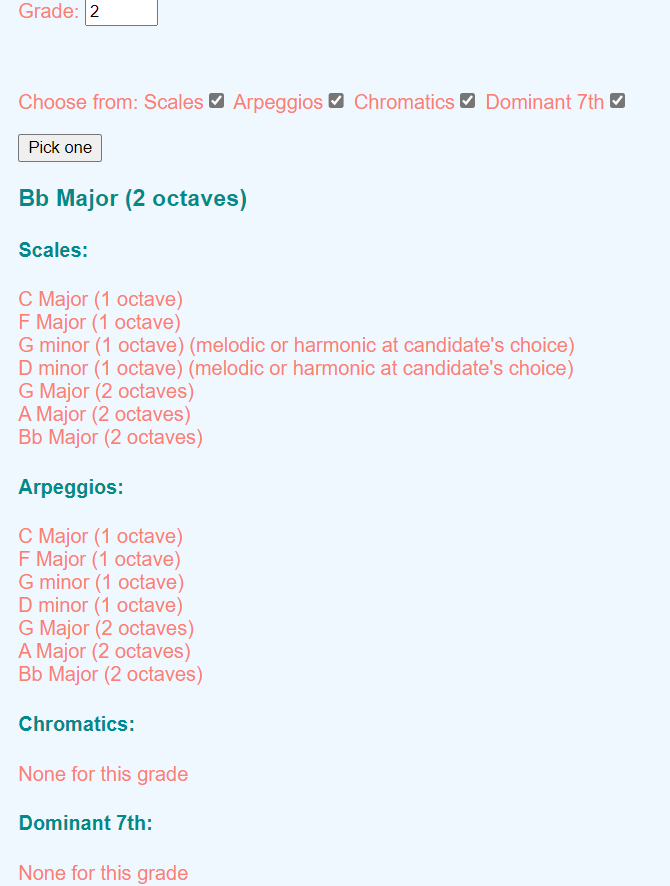 Grade: 2
Choose from: Scales Arpeggios Chromatics Dominant 7th
Pick one
Bb Major (2 octaves)
Scales:
C Major (1 octave)
F Major (1 octave)
G minor (1 octave) (melodic or harmonic at candidate's choice)
D minor (1 octave) (melodic or harmonic at candidate's choice)
G Major (2 octaves)
A Major (2 octaves)
Bb Major (2 octaves)
Arpeggios:
C Major (1 octave)
F Major (1 octave)
G minor (1 octave)
D minor (1 octave)
G Major (2 octaves)
A Major (2 octaves)
Bb Major (2 octaves)
Chromatics:
None for this grade
Dominant 7th:
None for this grade